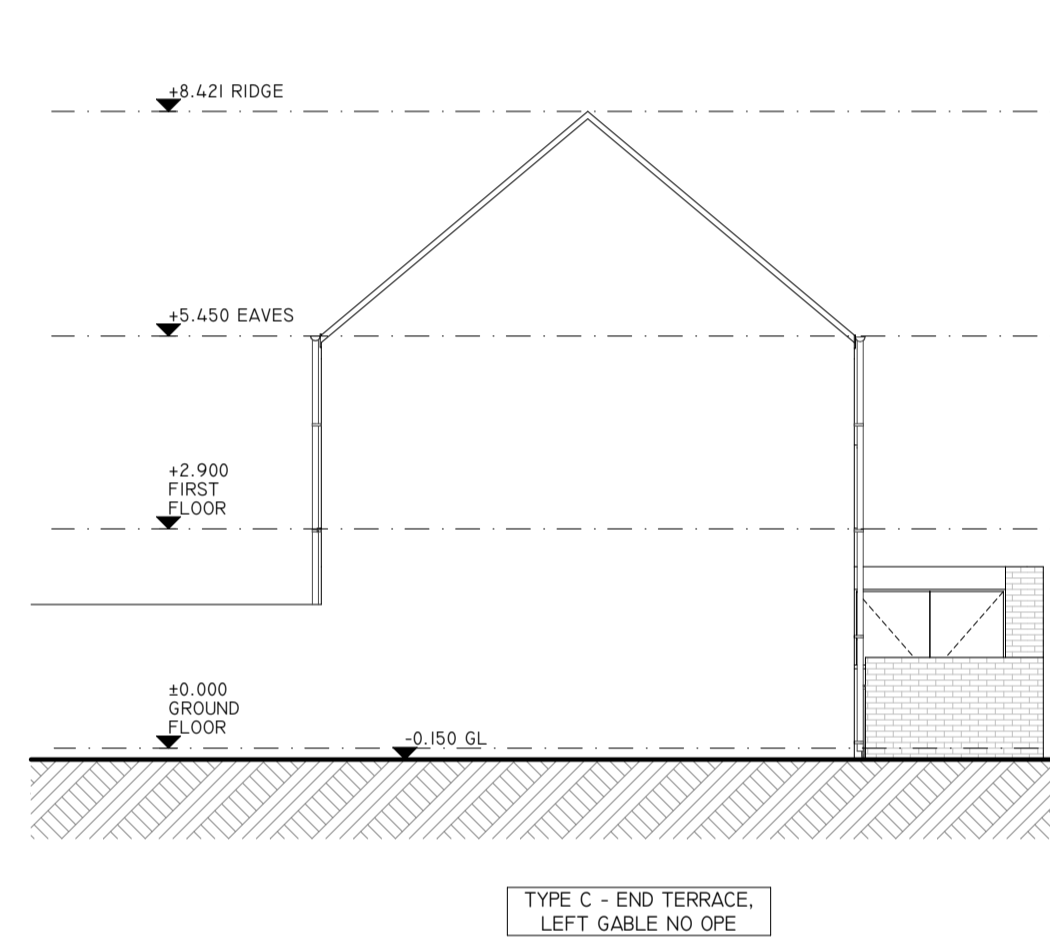 +8.421 RIDGE
+5.450 EAVES
+2.900
FIRST
FLOOR
±0.000
GROUND
FLOOR
-0.150 GL
TYPE C - END TERRACE,
LEFT GABLE NO OPE